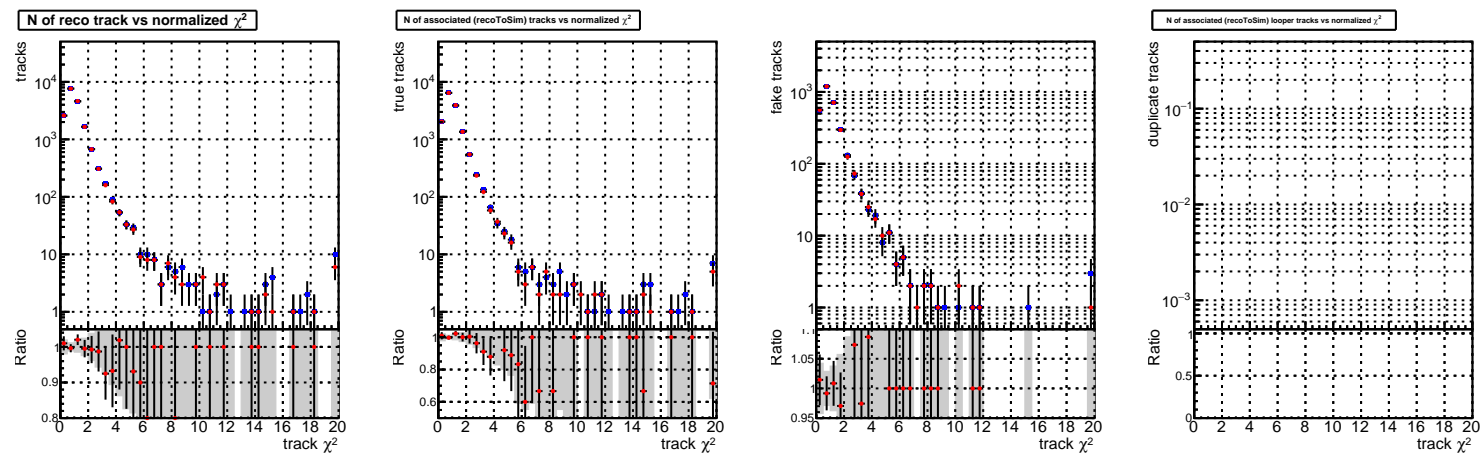 N of reco track vs normalized χ²
tracks
10⁴
10³
10²
10
1
Ratio
0.9
0.8
0 2 4 6 8 10 12 14 16 18 20
track χ²
N of associated (recoToSim) tracks vs normalized χ²
true tracks
10⁴
10³
10²
10
1
Ratio
0.8
0.6
0 2 4 6 8 10 12 14 16 18 20
track χ²
fake tracks
10³
10²
10
1
Ratio
1.05
1
0.95
0 2 4 6 8 10 12 14 16 18 20
track χ²
N of associated (recoToSim) looper tracks vs normalized χ²
duplicate tracks
10⁻¹
10⁻²
10⁻³
Ratio
0.5
0
0 2 4 6 8 10 12 14 16 18 20
track χ²